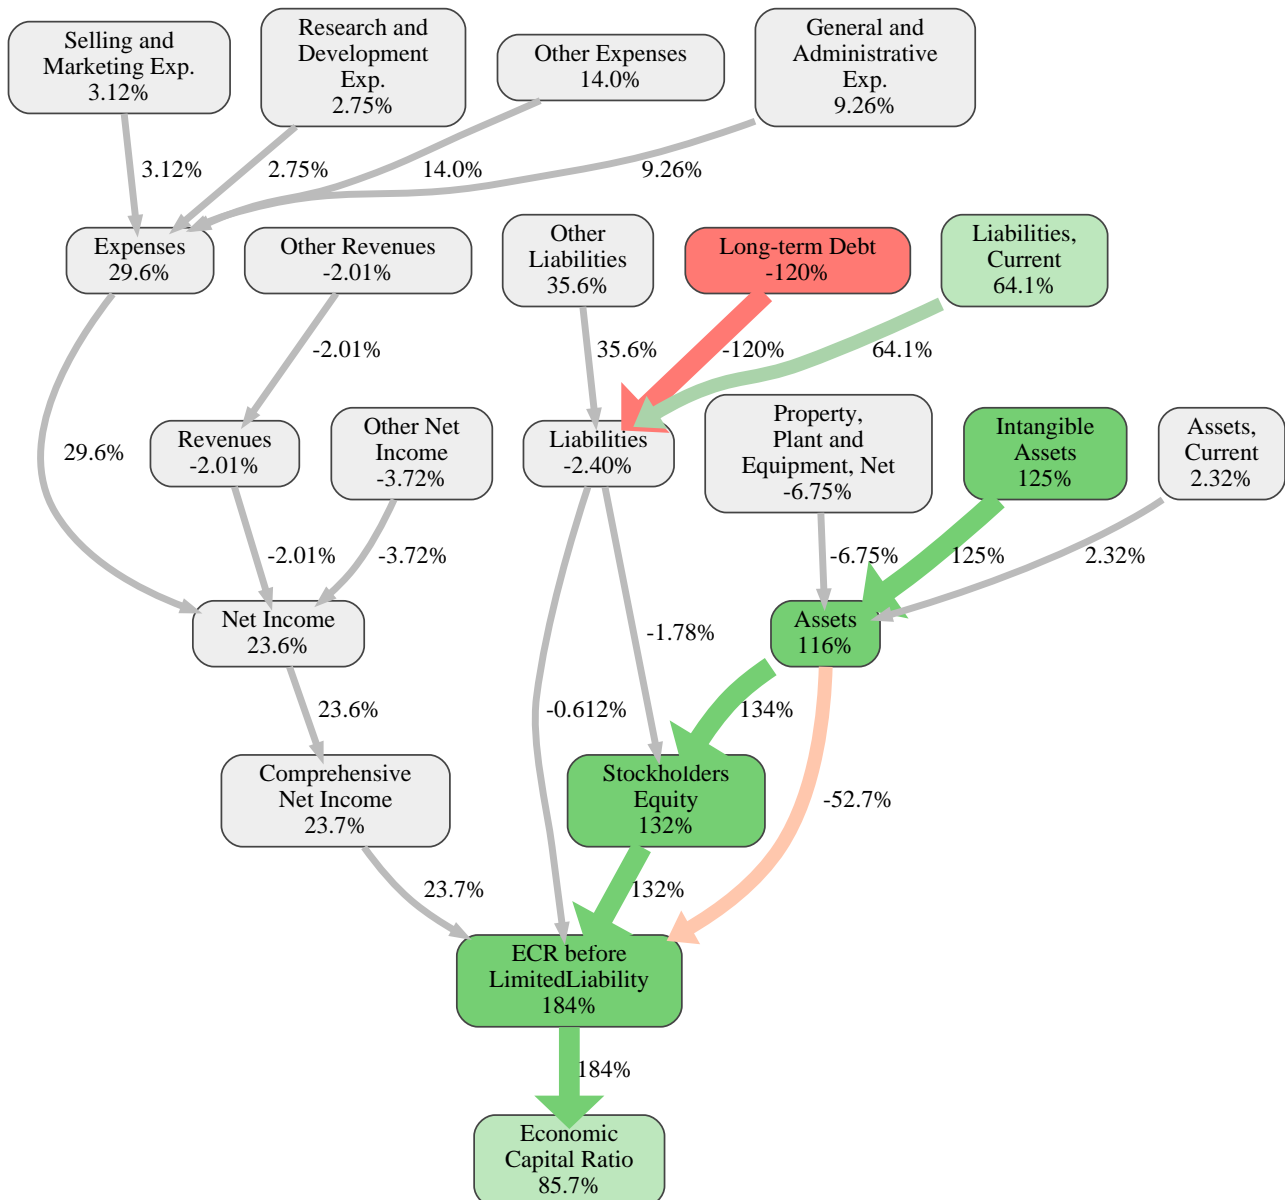 Selling and
Marketing Exp.
3.12%
Research and
Development
Exp.
2.75%
Other Expenses
14.0%
General and
Administrative
Exp.
9.26%
3.12%
2.75%
14.0%
9.26%
Expenses
29.6%
Other Revenues
-2.01%
Other
Liabilities
35.6%
Long-term Debt
-120%
Liabilities,
Current
64.1%
-2.01%
35.6%
-120%
64.1%
29.6%
Revenues
-2.01%
Other Net
Income
-3.72%
Liabilities
-2.40%
Property,
Plant and
Equipment, Net
-6.75%
Intangible
Assets
125%
Assets,
Current
2.32%
-2.01%
-3.72%
-6.75%
125%
2.32%
Net Income
23.6%
-1.78%
Assets
116%
23.6%
-0.612%
134%
-52.7%
Comprehensive
Net Income
23.7%
Stockholders
Equity
132%
23.7%
132%
ECR before
LimitedLiability
184%
184%
Economic
Capital Ratio
85.7%